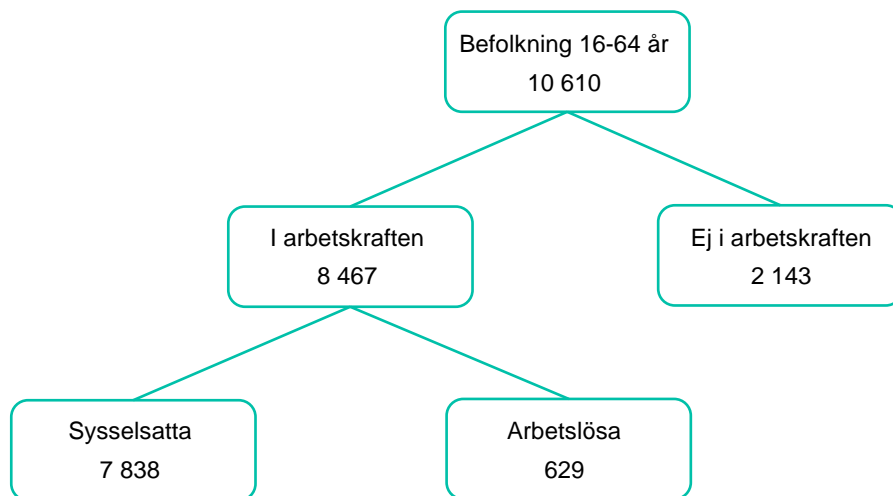 Befolkning 16-64 år
10 610
I arbetskraften
8 467
Ej i arbetskraften
2 143
Sysselsatta
7 838
Arbetslösa
629